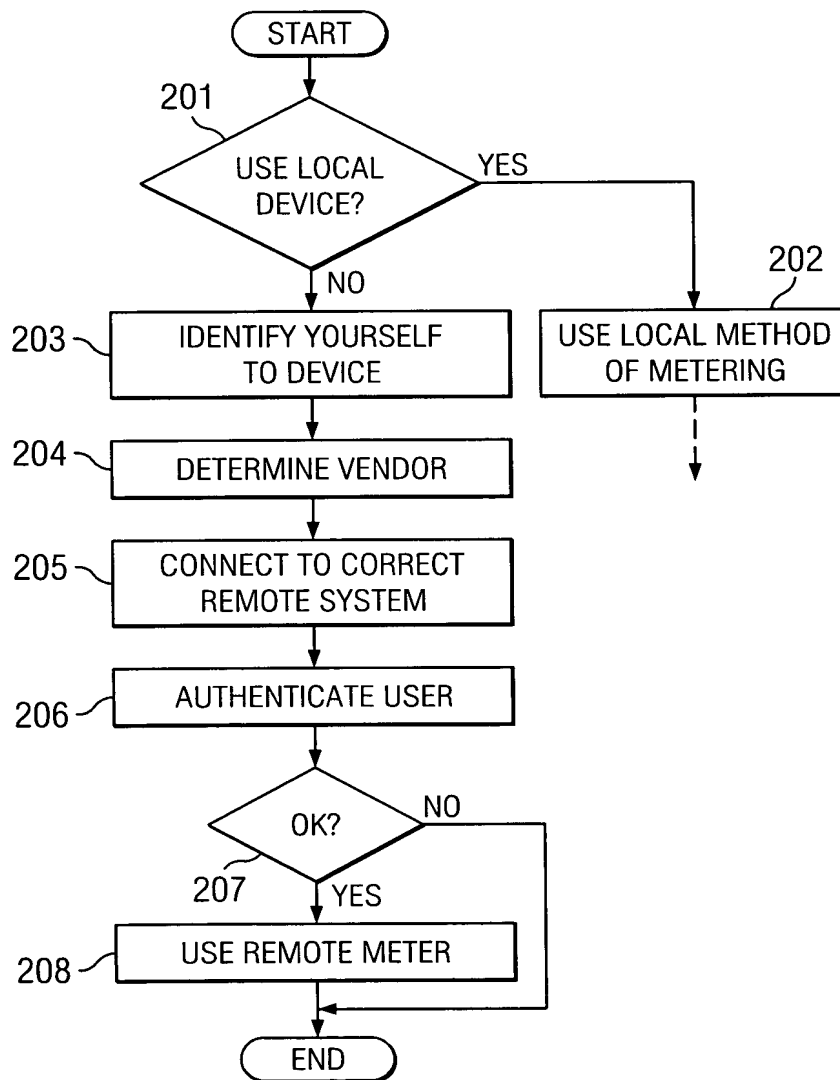 START
201
USE LOCAL
DEVICE?
YES
NO
202
USE LOCAL METHOD
OF METERING
203
IDENTIFY YOURSELF
TO DEVICE
204
DETERMINE VENDOR
205
CONNECT TO CORRECT
REMOTE SYSTEM
206
AUTHENTICATE USER
OK?
NO
207
YES
208
USE REMOTE METER
END